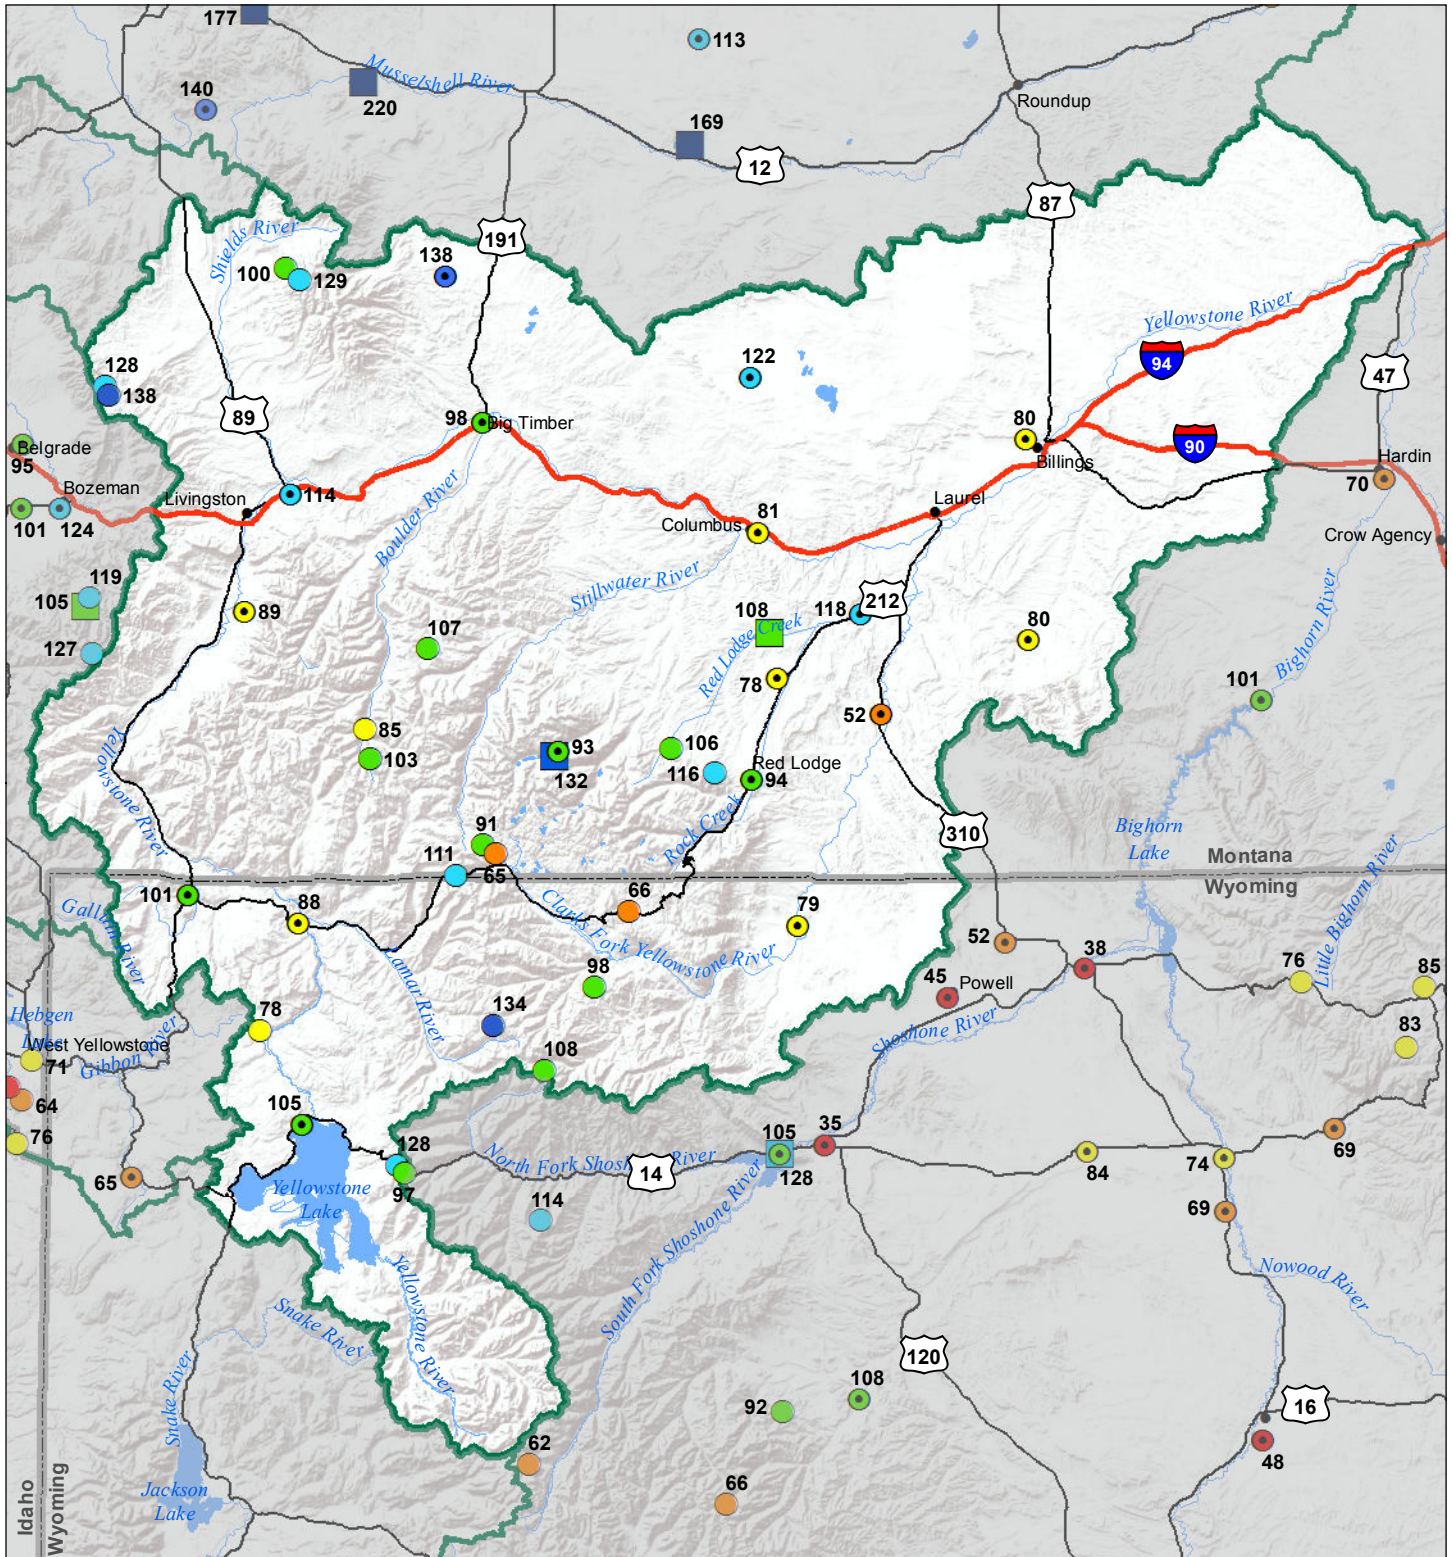 177
113
Musselshell River
140
220
Roundup
169
12
87
191
Shields River
138
100
129
Yellowstone River
94
122
128
138
47
89
98
Big Timber
80
Billings
90
Belgrade
95
Bozeman
Livingston
114
Hardin
70
101
124
Boulder River
81
Columbus
Laurel
Crow Agency
119
105
Stillwater River
89
108
118
212
Red Lodge Creek
Bighorn River
127
107
80
78
101
85
52
103
93
132
106
116
Red Lodge
94
Yellowstone River
Rock Creek
310
Bighorn
Lake
91
111
65
Montana
Wyoming
Little Bighorn River
101
88
66
79
Gallatin River
Clarks Fork Yellowstone River
52
38
98
45
Powell
76
85
Lamar River
134
Hebgen
Lake
78
Shoshone River
83
West Yellowstone
71
Gibbon River
108
64
105
35
76
128
97
North Fork Shoshone River
14
105
128
84
74
69
65
Yellowstone
Lake
114
South Fork Shoshone River
69
Yellowstone River
Nowood River
Snake River
120
108
92
16
Snake River
62
48
66
Jackson
Lake
Idaho
Wyoming